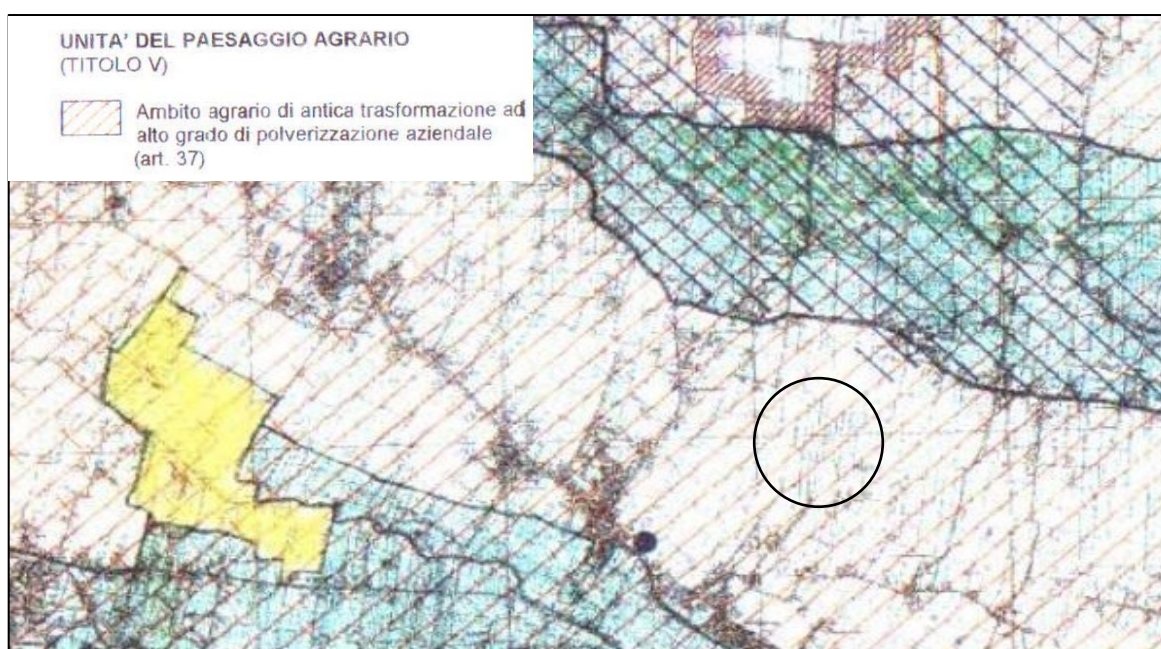 UNITA' DEL PAESAGGIO AGRARIO
(TITOLO V)
Ambito agrario di antica trasformazione ad
alto grado di polverizzazione aziendale
(art. 37)